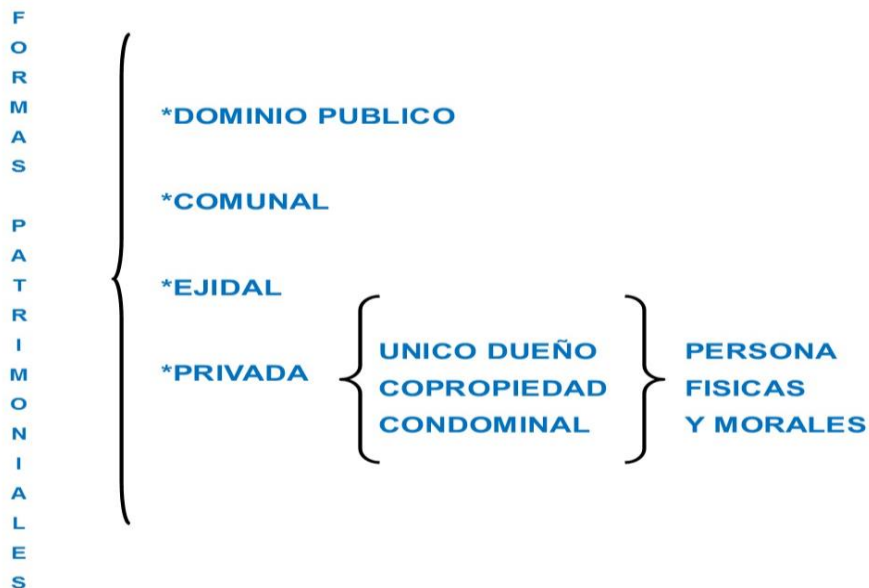 FORMAS PATRIMONIALES
*DOMINIO PUBLICO
*COMUNAL
*EJIDAL
*PRIVADA
UNICO DUEÑO
COPROPIEDAD
CONDOMINAL
PERSONA
FISICAS
Y MORALES